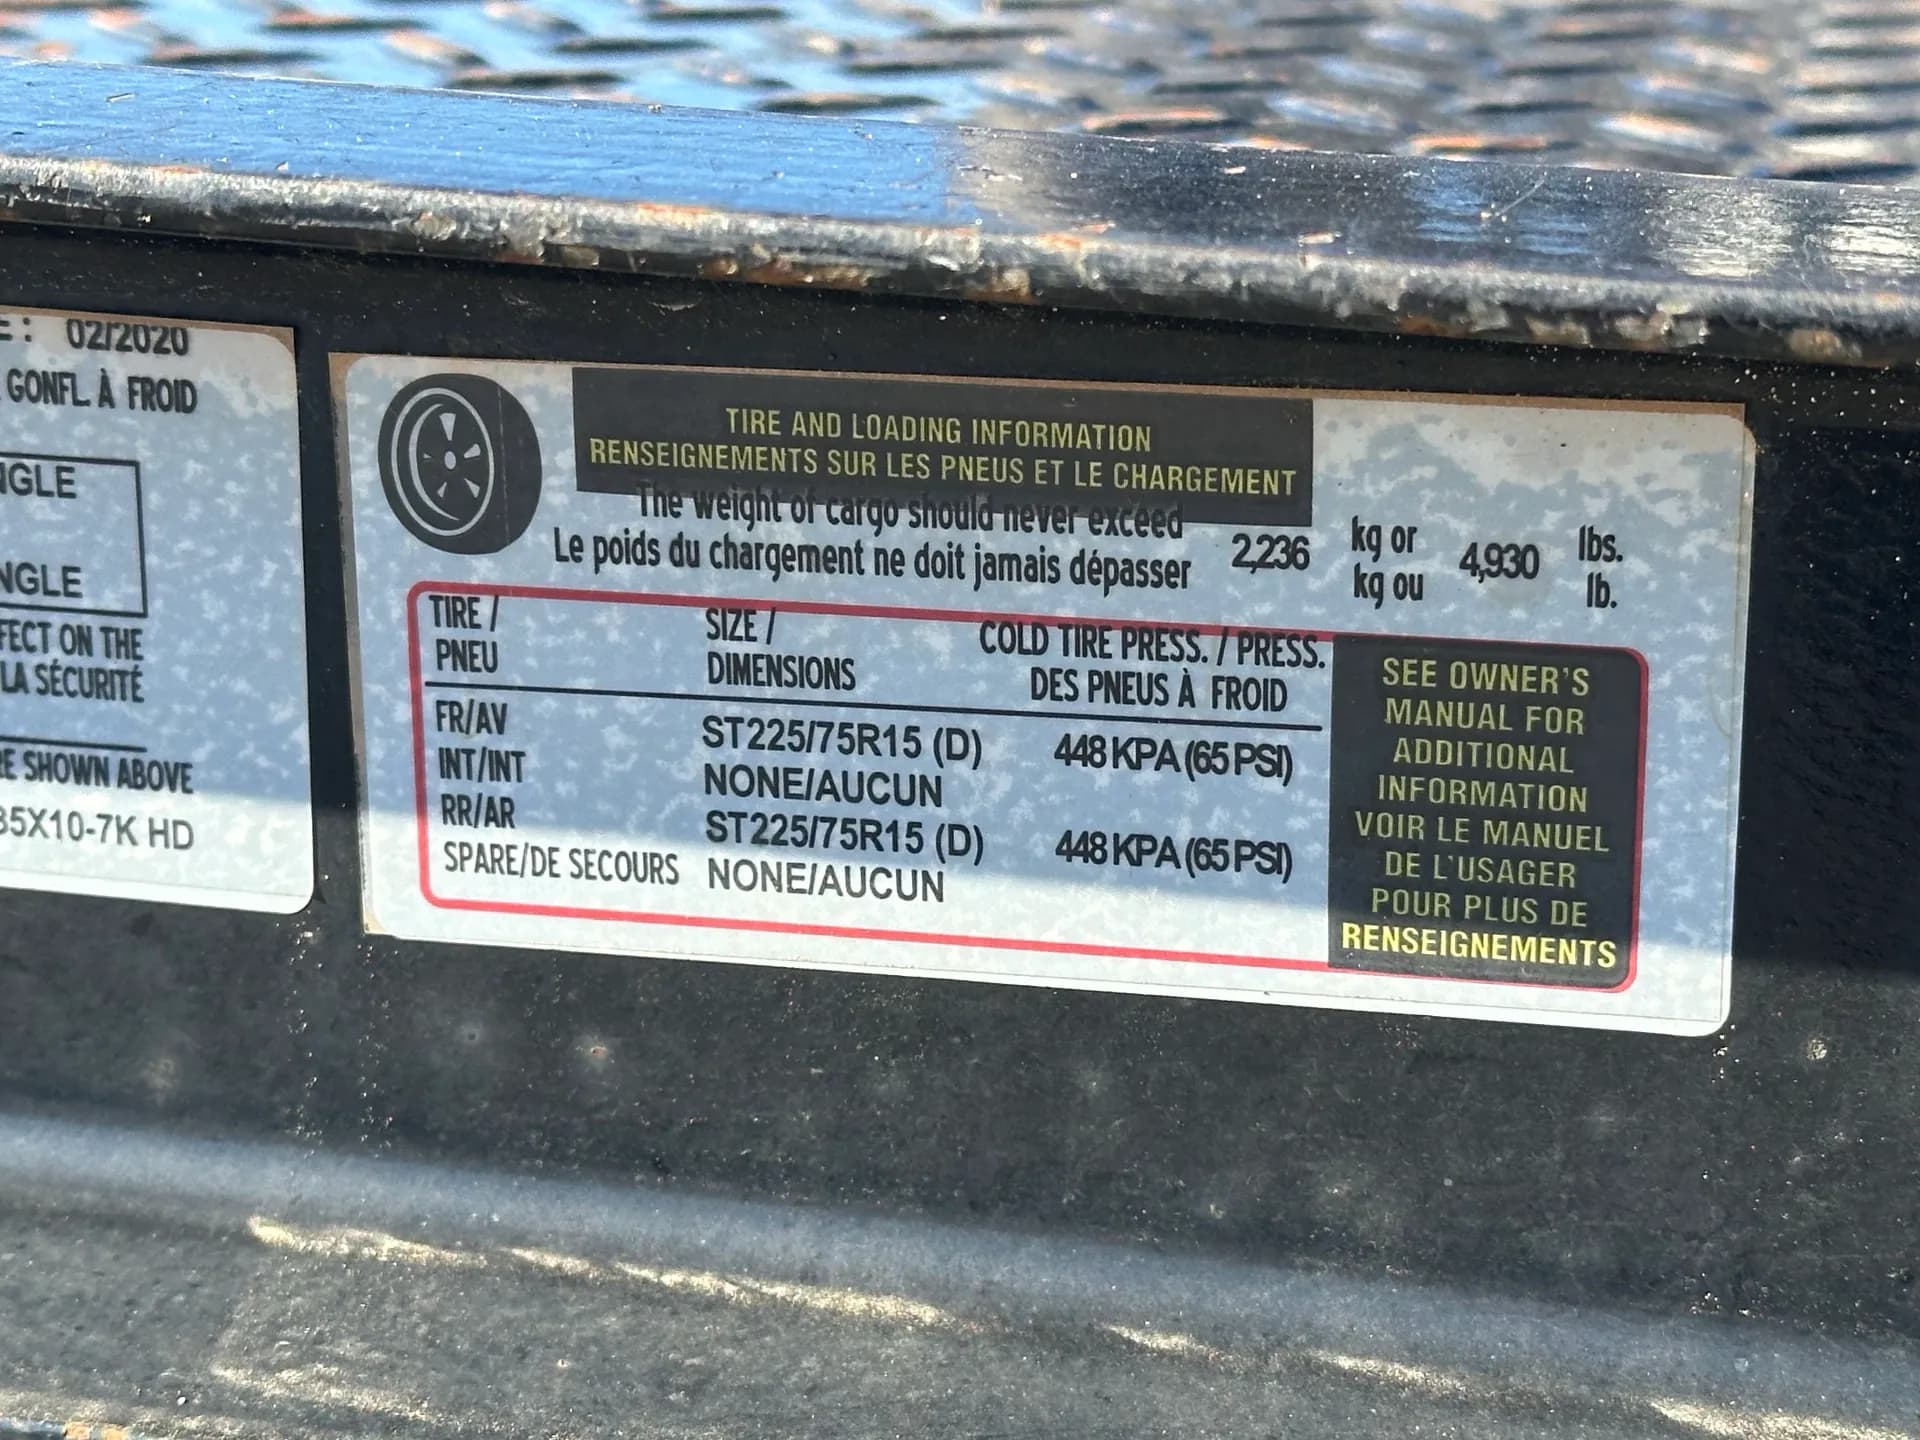 E: 02/2020
GONFL. À FROID
NGLE
FECT ON THE
LA SÉCURITÉ
RE SHOWN ABOVE
85X10-7K HD
TIRE AND LOADING INFORMATION
RENSEIGNEMENTS SUR LES PNEUS ET LE CHARGEMENT
The weight of cargo should never exceed
Le poids du chargement ne doit jamais dépasser
2,236
kg or
kg ou
4,930
lbs.
lb.
TIRE / SIZE / COLD TIRE PRESS. / PRESS.
PNEU DIMENSIONS DES PNEUS À FROID
FR/AV ST225/75R15 (D) 448 KPA (65 PSI)
INT/INT NONE/AUCUN
RR/AR ST225/75R15 (D) 448 KPA (65 PSI)
SPARE/DE SECOURS NONE/AUCUN
SEE OWNER'S
MANUAL FOR
ADDITIONAL
INFORMATION
VOIR LE MANUEL
DE L'USAGER
POUR PLUS DE
RENSEIGNEMENTS